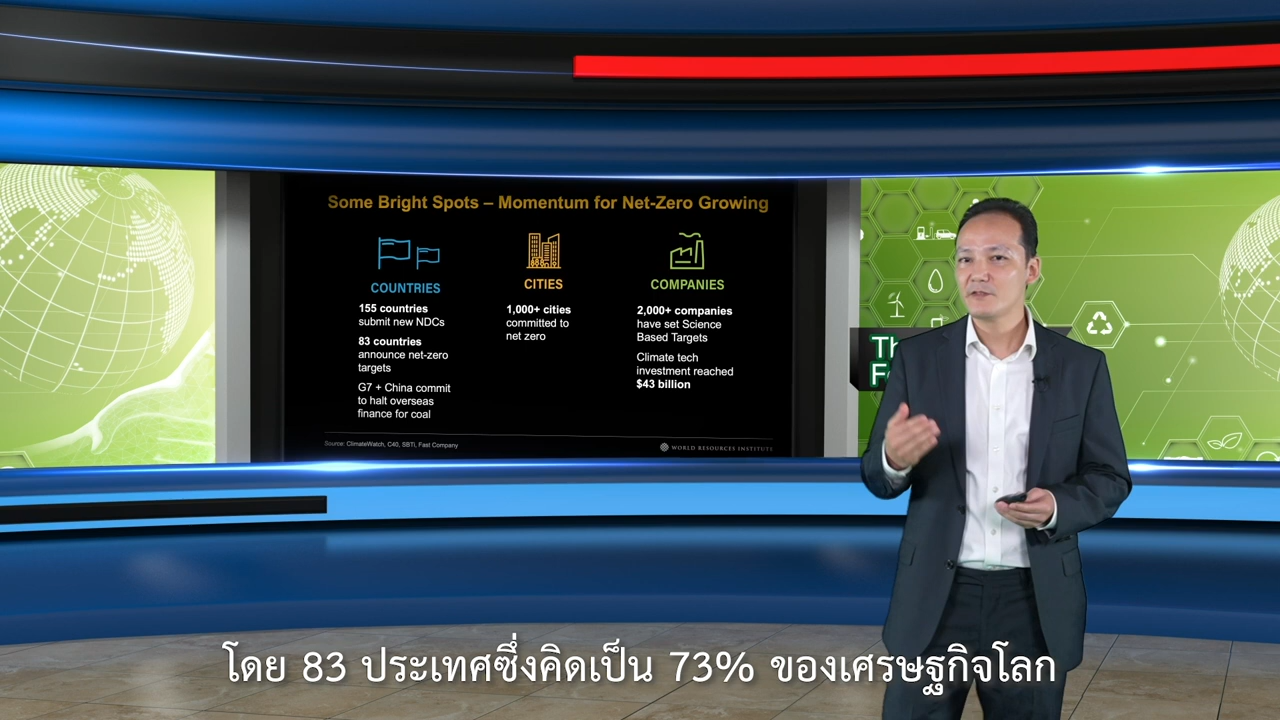 Some Bright Spots – Momentum for Net-Zero Growing
COUNTRIES
155 countries
submit new NDCs
83 countries
announce net-zero
targets
G7 + China commit
to halt overseas
finance for coal
CITIES
1,000+ cities
committed to
net zero
COMPANIES
2,000+ companies
have set Science
Based Targets
Climate tech
investment reached
$43 billion
Source: ClimateWatch, C40, SBTI, Fast Company
WORLD RESOURCES INSTITUTE
โดย 83 ประเทศซึ่งคิดเป็น 73% ของเศรษฐกิจโลก